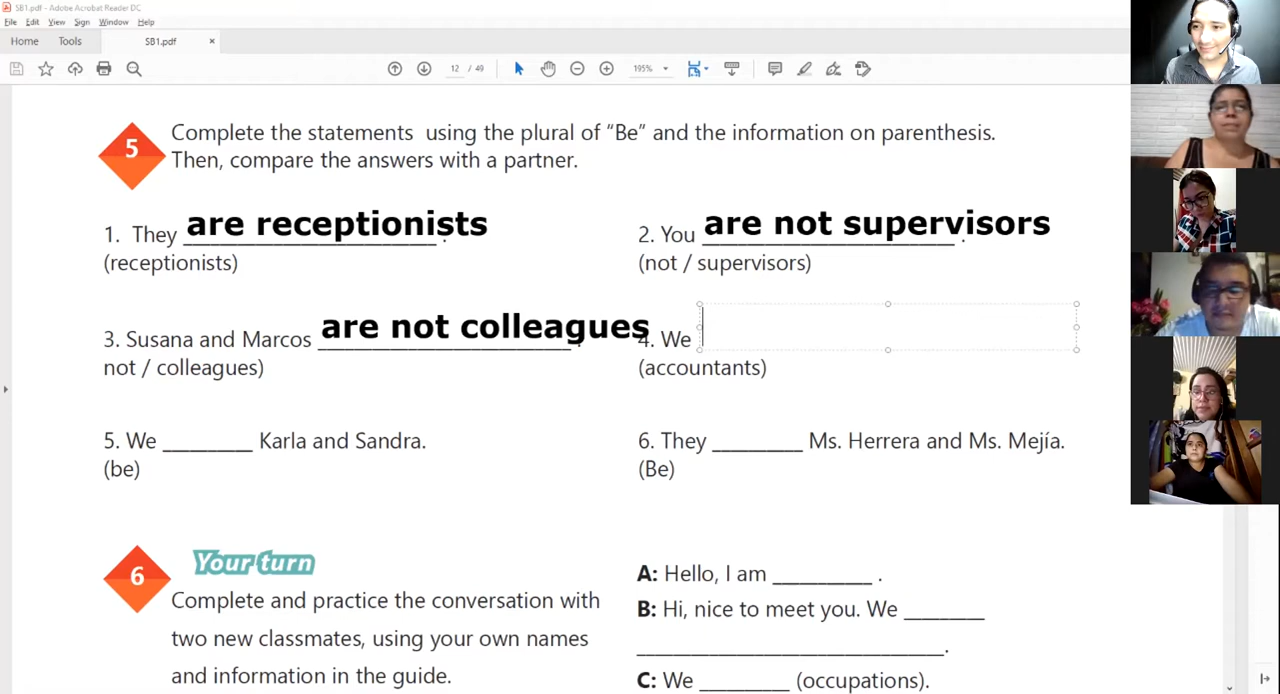 SB1.pdf - Adobe Acrobat Reader DC
File Edit View Sign Window Help
Home Tools SB1.pdf ×
12 / 49 195%
5
Complete the statements using the plural of “Be” and the information on parenthesis.
Then, compare the answers with a partner.
1. They are receptionists.
(receptionists)
2. You are not supervisors.
(not / supervisors)
3. Susana and Marcos are not colleagues.
not / colleagues)
4. We
(accountants)
5. We _________ Karla and Sandra.
(be)
6. They _________ Ms. Herrera and Ms. Mejía.
(Be)
6
Your turn
Complete and practice the conversation with
two new classmates, using your own names
and information in the guide.
A: Hello, I am __________ .
B: Hi, nice to meet you. We ________
_______________________________.
C: We _________ (occupations).